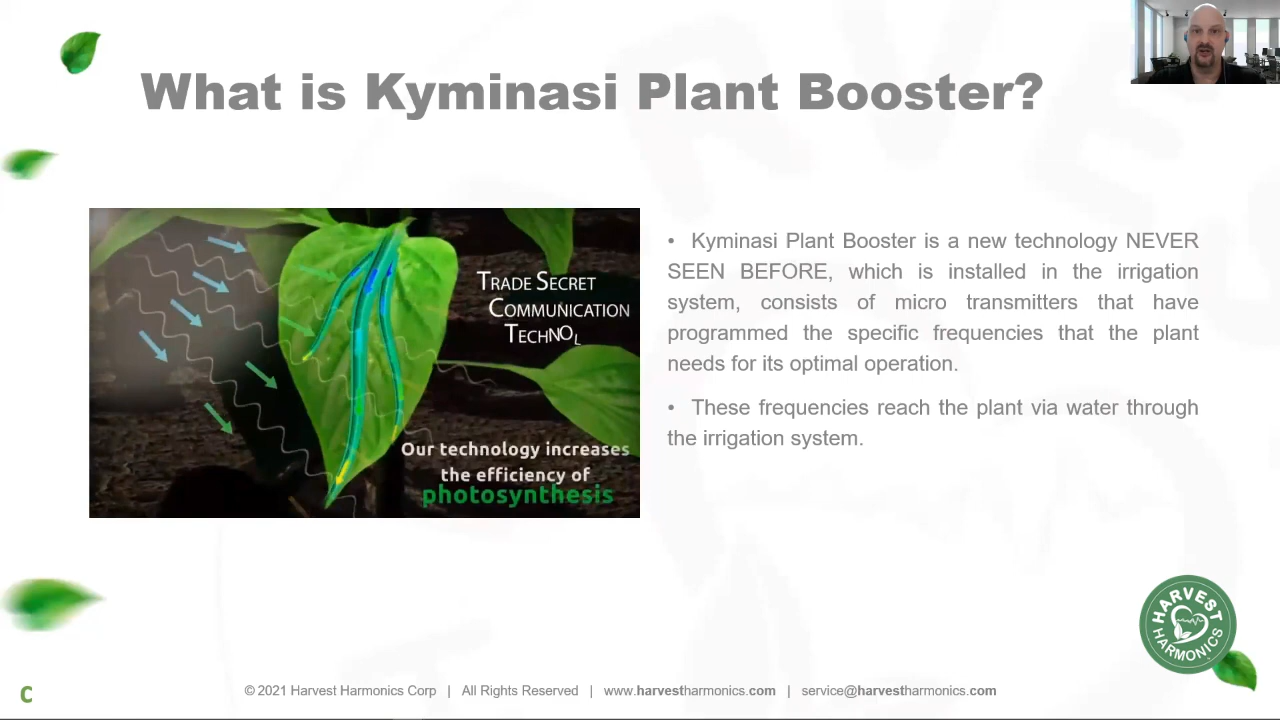 What is Kyminasi Plant Booster?
TRADE SECRET
COMMUNICATION
TECHNOL
Our technology increases
the efficiency of
photosynthesis
• Kyminasi Plant Booster is a new technology NEVER
SEEN BEFORE, which is installed in the irrigation
system, consists of micro transmitters that have
programmed the specific frequencies that the plant
needs for its optimal operation.
• These frequencies reach the plant via water through
the irrigation system.
HARVEST
HARMONICS
C
© 2021 Harvest Harmonics Corp | All Rights Reserved | www.harvestharmonics.com | service@harvestharmonics.com